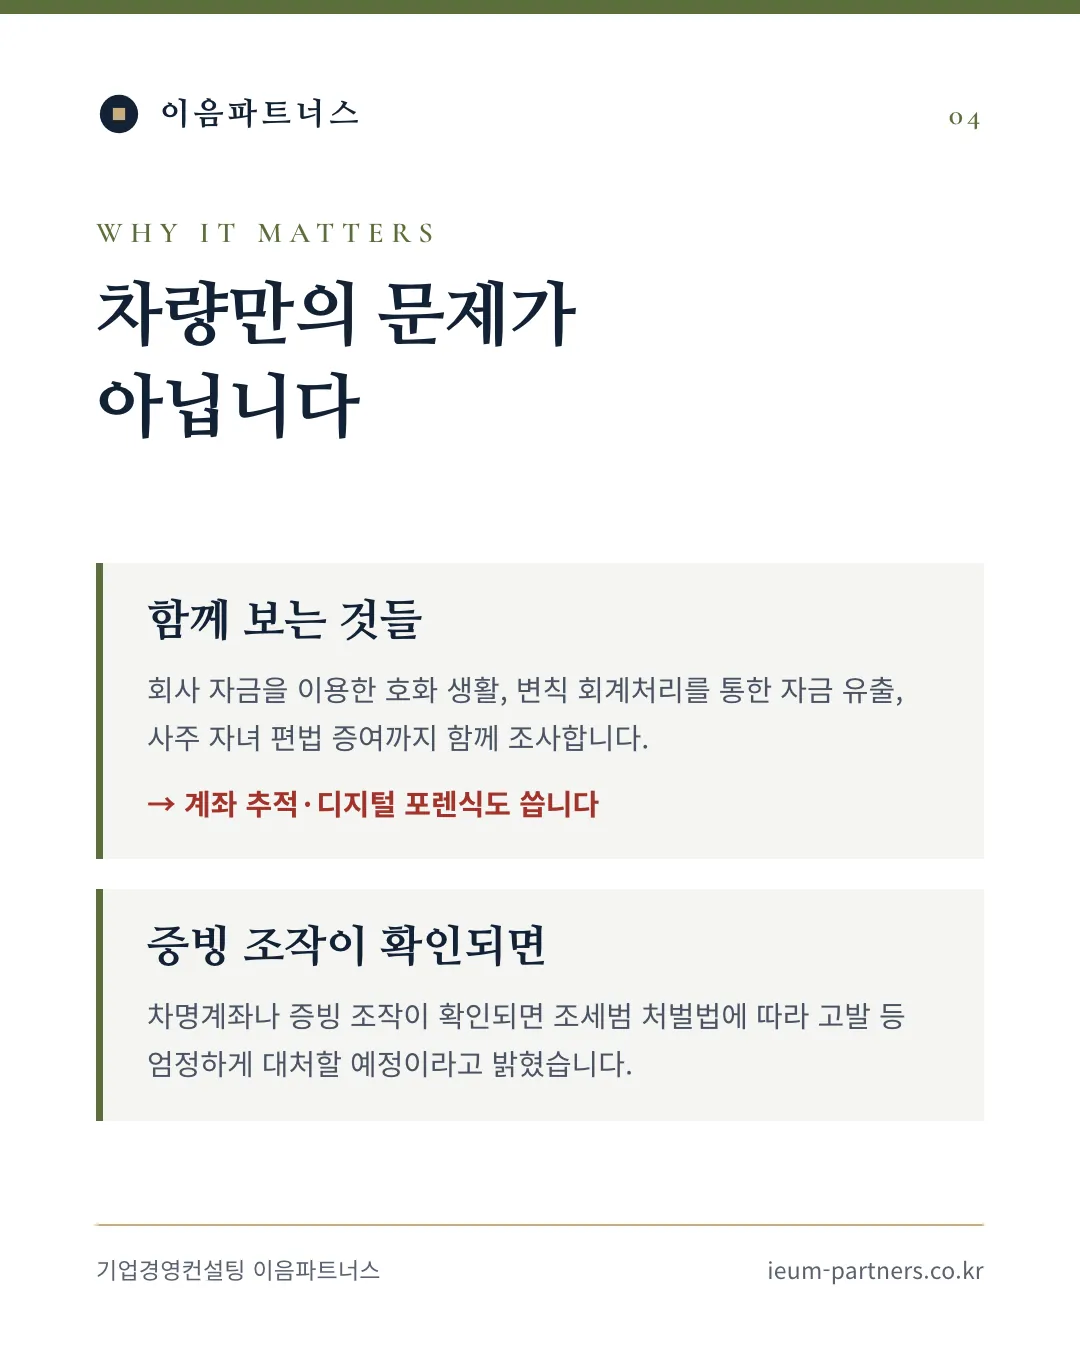 이음파트너스
04
WHY IT MATTERS
차량만의 문제가
아닙니다
함께 보는 것들
회사 자금을 이용한 호화 생활, 변칙 회계처리를 통한 자금 유출,
사주 자녀 편법 증여까지 함께 조사합니다.
→ 계좌 추적·디지털 포렌식도 씁니다
증빙 조작이 확인되면
차명계좌나 증빙 조작이 확인되면 조세범 처벌법에 따라 고발 등
엄정하게 대처할 예정이라고 밝혔습니다.
기업경영컨설팅 이음파트너스
ieum-partners.co.kr